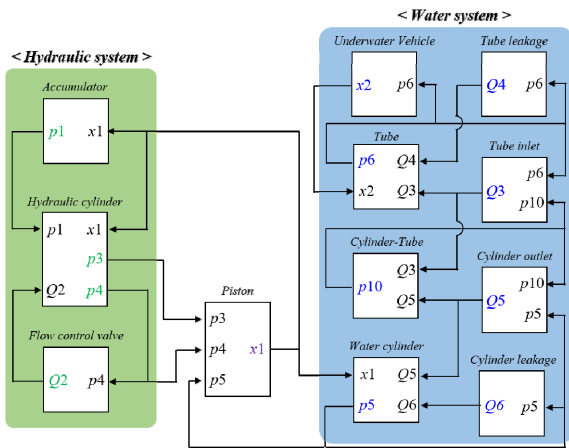 < Water system>
< Hydraulic system>
Underwater Vehicle
Tube leakage
Accumulator
x2 p6
Q4 p6
p1 x1
Tube
Tube inlet
p6 Q4
x2 Q3
p6
Q3 p10
Hydraulic cylinder
p1 x1
p3
Q2 p4
Cylinder-Tube
Q3
p10
Q5
Cylinder outlet
p10
Q5
p5
Piston
p3
p4 x1
p5
Flow control valve
Q2 p4
Water cylinder
x1 Q5
p5 Q6
Cylinder leakage
Q6 p5